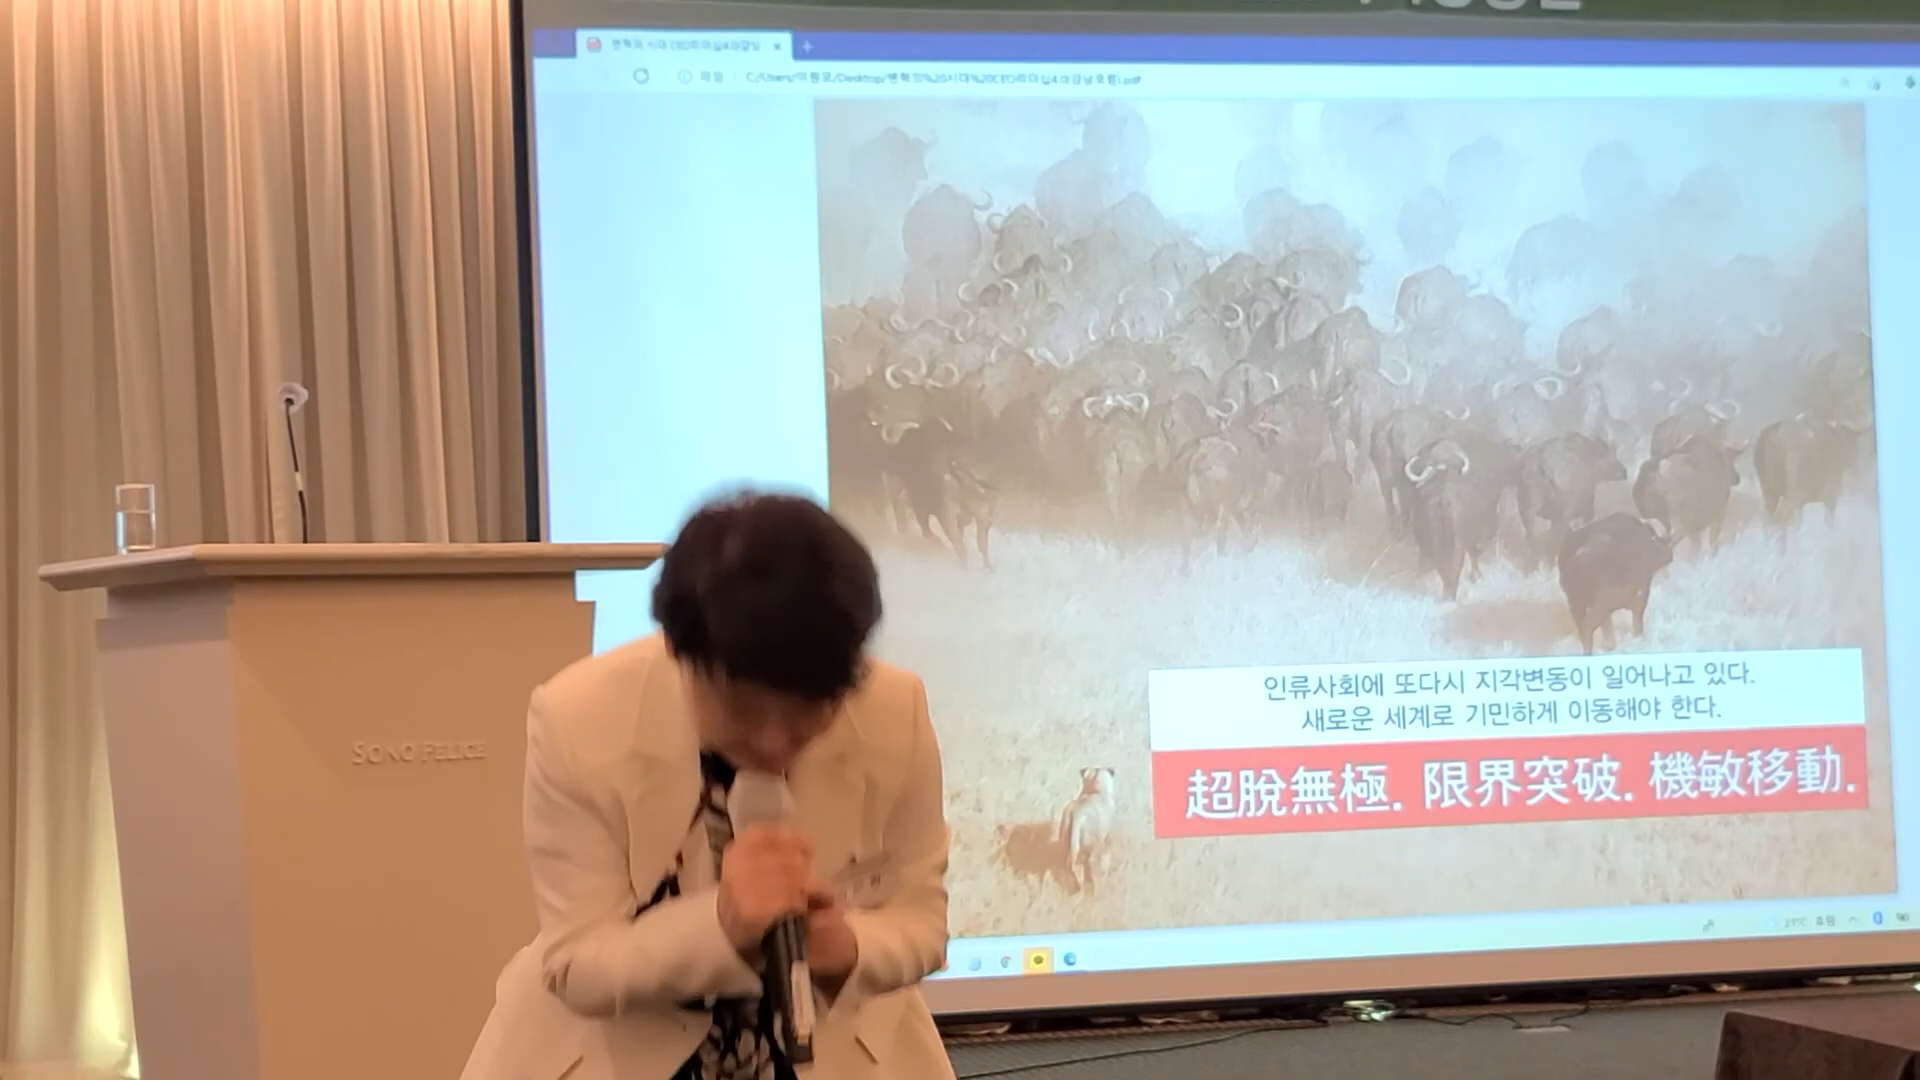 C:/Users/
인류사회에 또다시 지각변동이 일어나고 있다.
새로운 세계로 기민하게 이동해야 한다.
超脫無極. 限界突破. 機敏移動.
SONO FELICE